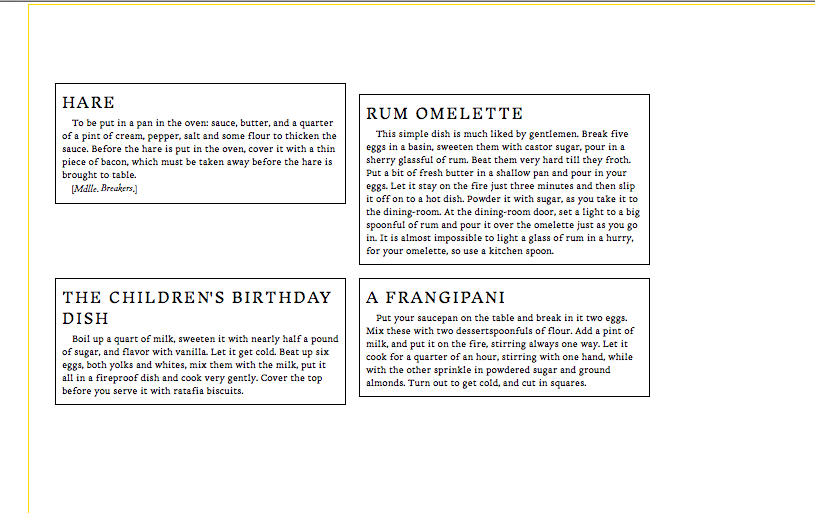 HARE
To be put in a pan in the oven: sauce, butter, and a quarter
of a pint of cream, pepper, salt and some flour to thicken the
sauce. Before the hare is put in the oven, cover it with a thin
piece of bacon, which must be taken away before the hare is
brought to table.
[Mdlle. Breakers.]
RUM OMELETTE
This simple dish is much liked by gentlemen. Break five
eggs in a basin, sweeten them with castor sugar, pour in a
sherry glassful of rum. Beat them very hard till they froth.
Put a bit of fresh butter in a shallow pan and pour in your
eggs. Let it stay on the fire just three minutes and then slip
it off on to a hot dish. Powder it with sugar, as you take it to
the dining-room. At the dining-room door, set a light to a big
spoonful of rum and pour it over the omelette just as you go
in. It is almost impossible to light a glass of rum in a hurry,
for your omelette, so use a kitchen spoon.
THE CHILDREN'S BIRTHDAY
DISH
Boil up a quart of milk, sweeten it with nearly half a pound
of sugar, and flavor with vanilla. Let it get cold. Beat up six
eggs, both yolks and whites, mix them with the milk, put it
all in a fireproof dish and cook very gently. Cover the top
before you serve it with ratafia biscuits.
A FRANGIPANI
Put your saucepan on the table and break in it two eggs.
Mix these with two dessertspoonfuls of flour. Add a pint of
milk, and put it on the fire, stirring always one way. Let it
cook for a quarter of an hour, stirring with one hand, while
with the other sprinkle in powdered sugar and ground
almonds. Turn out to get cold, and cut in squares.